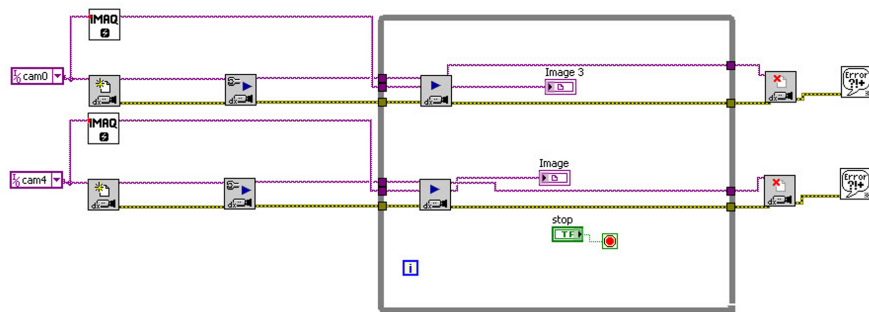 IMAQ
I/O cam0
Image 3
Error
?!+
IMAQ
I/O cam4
Image
Error
?!+
stop
TF
i